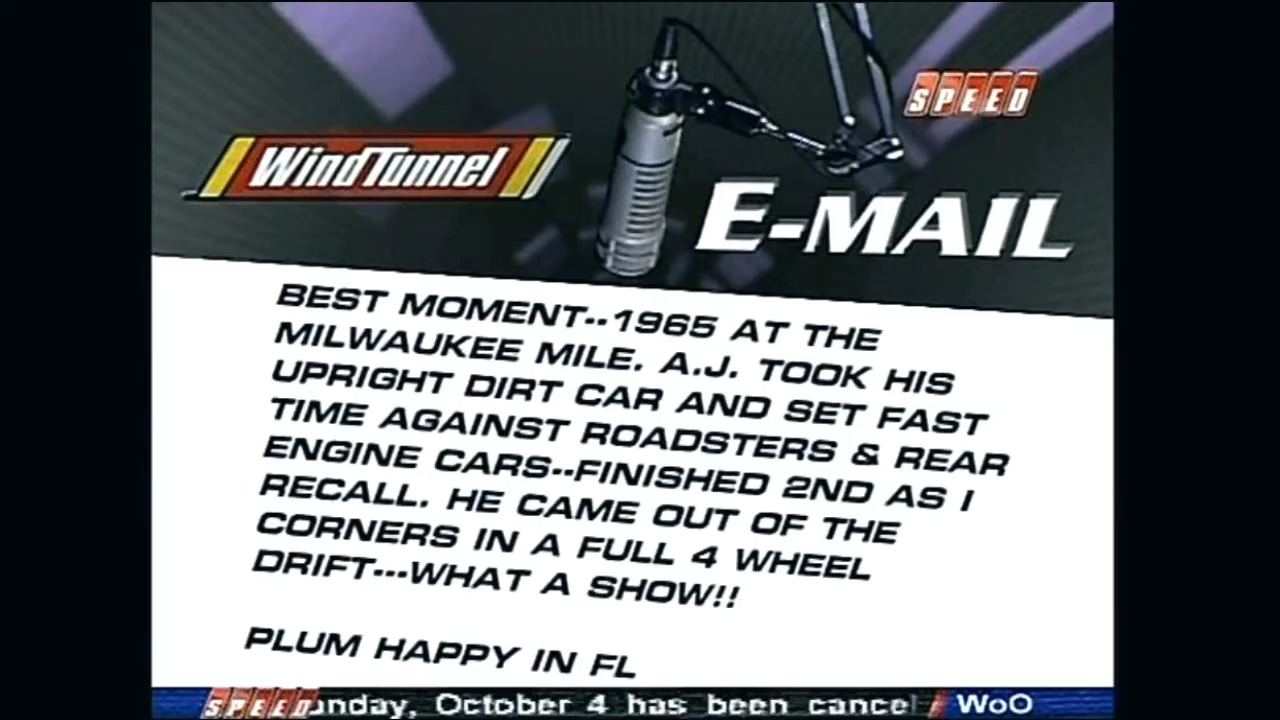 SPEED
WindTunnel
E-MAIL
BEST MOMENT..1965 AT THE
MILWAUKEE MILE. A.J. TOOK HIS
UPRIGHT DIRT CAR AND SET FAST
TIME AGAINST ROADSTERS & REAR
ENGINE CARS..FINISHED 2ND AS I
RECALL. HE CAME OUT OF THE
CORNERS IN A FULL 4 WHEEL
DRIFT...WHAT A SHOW!!
PLUM HAPPY IN FL
SPEED unday, October 4 has been cancel WoO